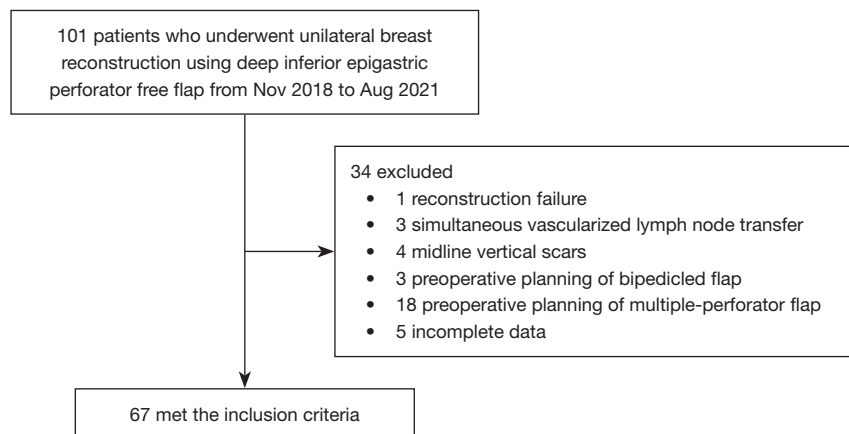 101 patients who underwent unilateral breast
reconstruction using deep inferior epigastric
perforator free flap from Nov 2018 to Aug 2021
34 excluded
• 1 reconstruction failure
• 3 simultaneous vascularized lymph node transfer
• 4 midline vertical scars
• 3 preoperative planning of bipedicled flap
• 18 preoperative planning of multiple-perforator flap
• 5 incomplete data
67 met the inclusion criteria